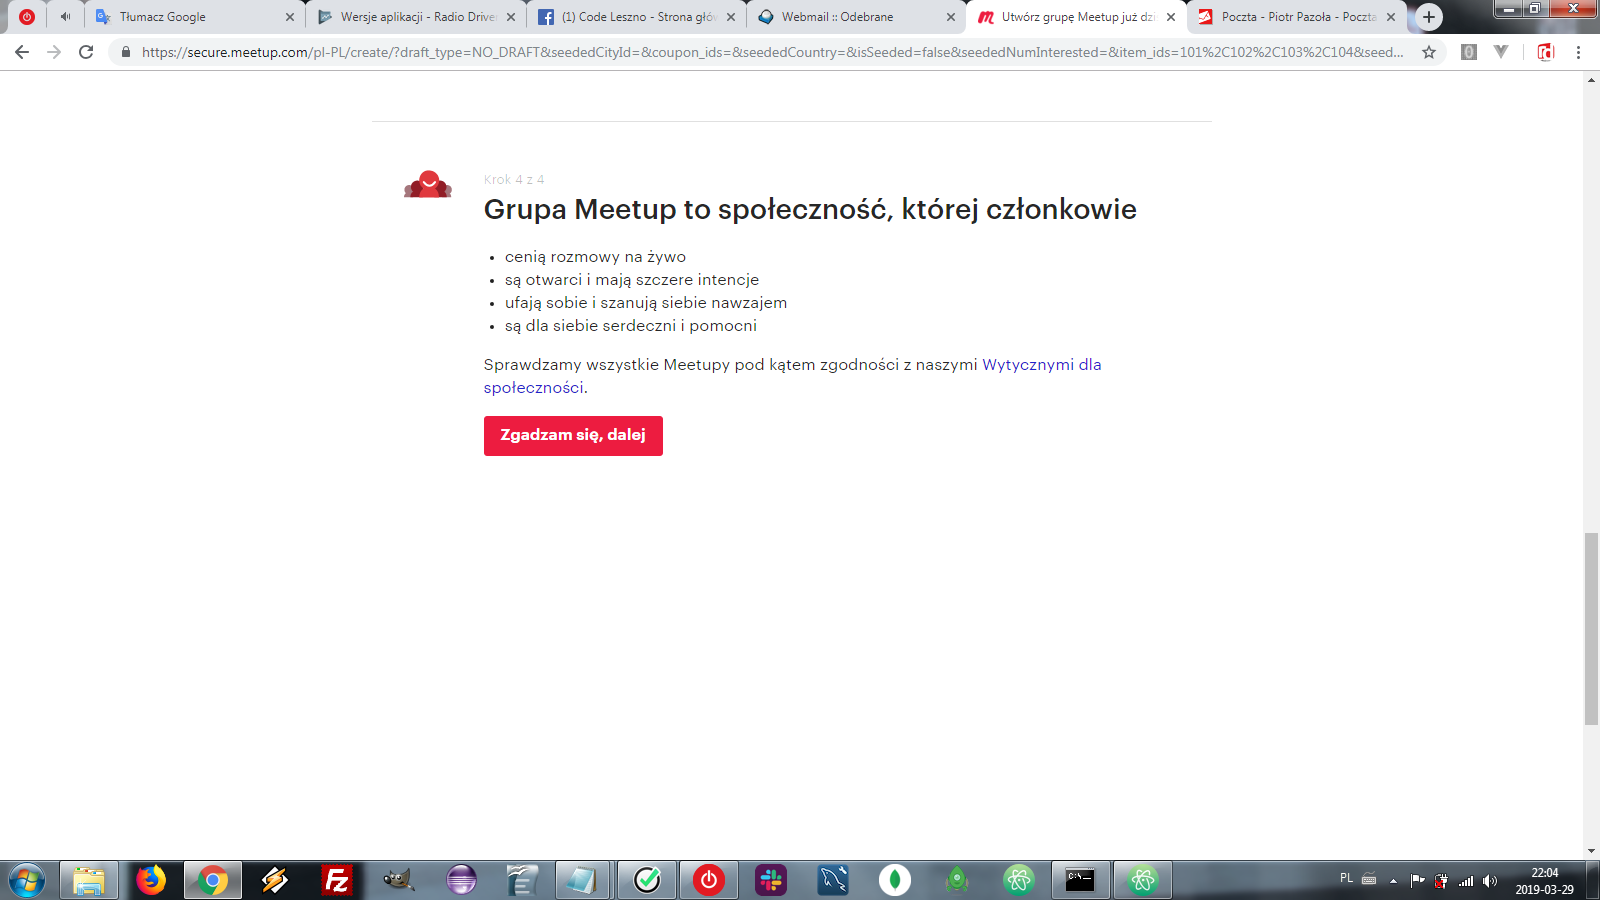 Tłumacz Google
Wersje aplikacji - Radio Driver
(1) Code Leszno - Strona głów
Webmail :: Odebrane
Utwórz grupę Meetup już dzi
Poczta - Piotr Pazoła - Poczta
https://secure.meetup.com/pl-PL/create/?draft_type=NO_DRAFT&seededCityId=&coupon_ids=&seededCountry=&isSeeded=false&seededNumInterested=&item_ids=101%2C102%2C103%2C104&seed...
Krok 4 z 4
Grupa Meetup to społeczność, której członkowie
• cenią rozmowy na żywo
• są otwarci i mają szczere intencje
• ufają sobie i szanują siebie nawzajem
• są dla siebie serdeczni i pomocni
Sprawdzamy wszystkie Meetupy pod kątem zgodności z naszymi Wytycznymi dla
społeczności.
Zgadzam się, dalej
PL
22:04
2019-03-29